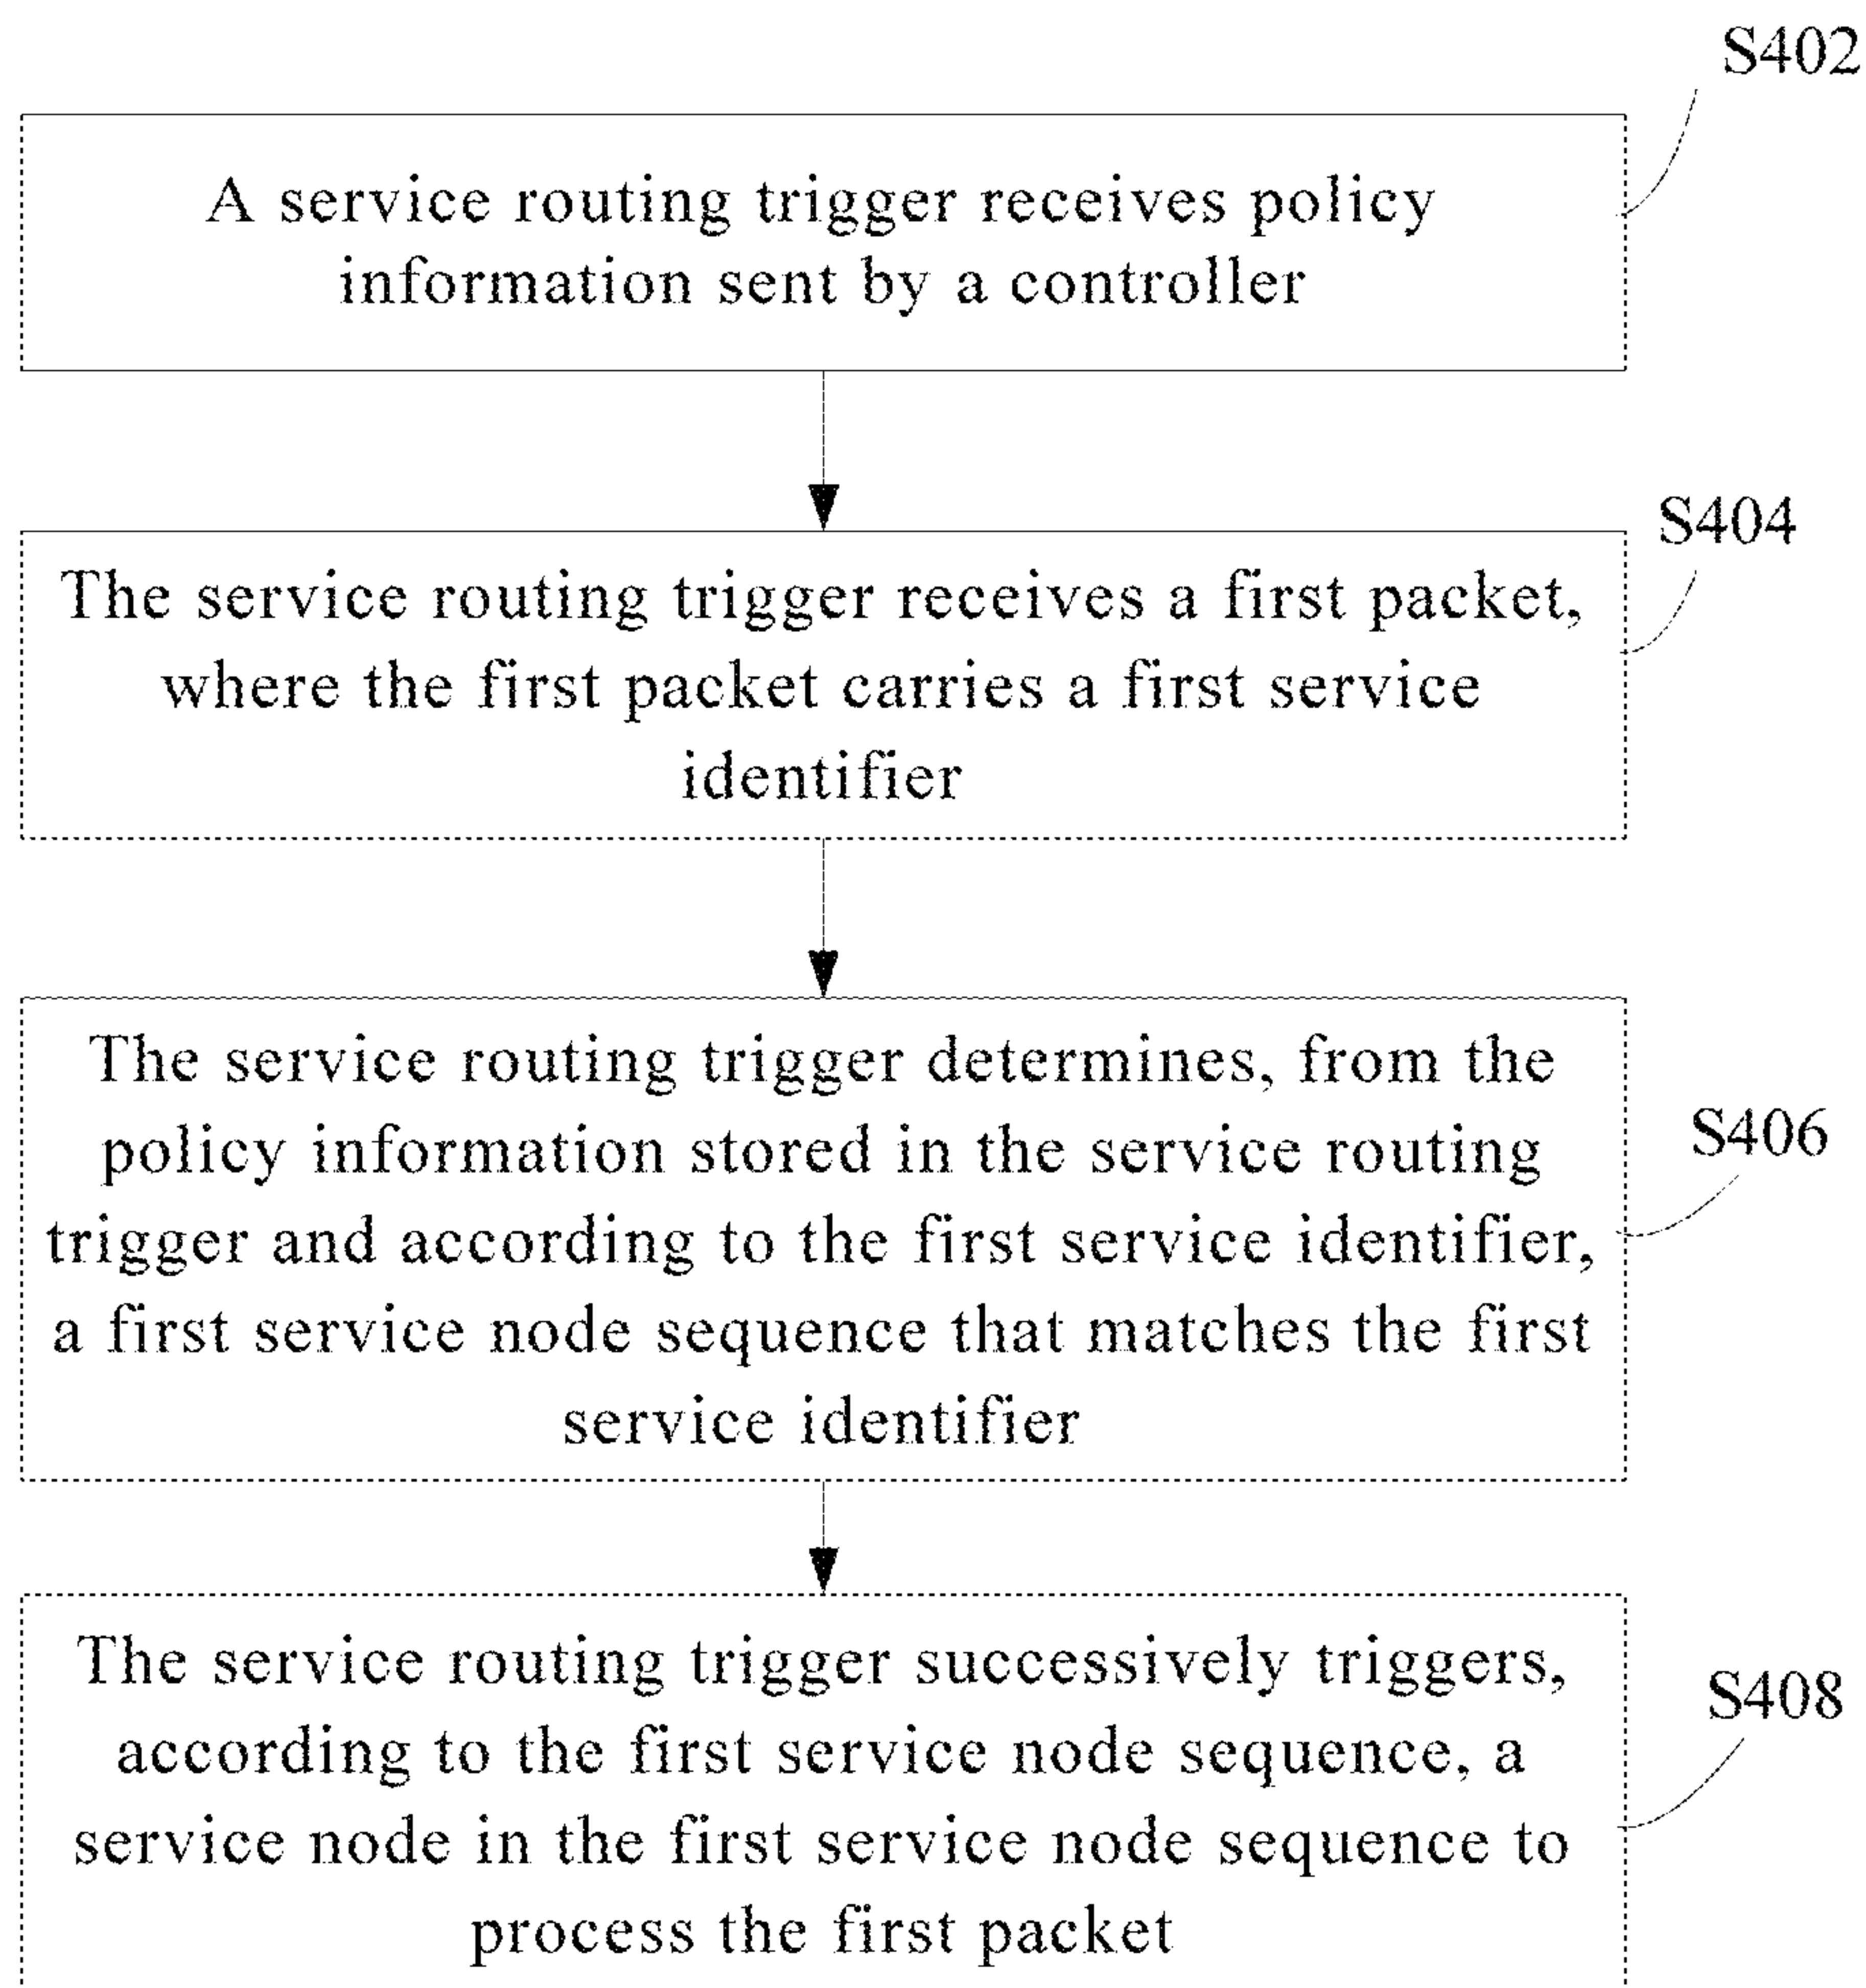 S402
A service routing trigger receives policy
information sent by a controller
S404
The service routing trigger receives a first packet,
where the first packet carries a first service
identifier
The service routing trigger determines, from the
policy information stored in the service routing
trigger and according to the first service identifier,
a first service node sequence that matches the first
service identifier
S406
The service routing trigger successively triggers,
according to the first service node sequence, a
service node in the first service node sequence to
process the first packet
S408